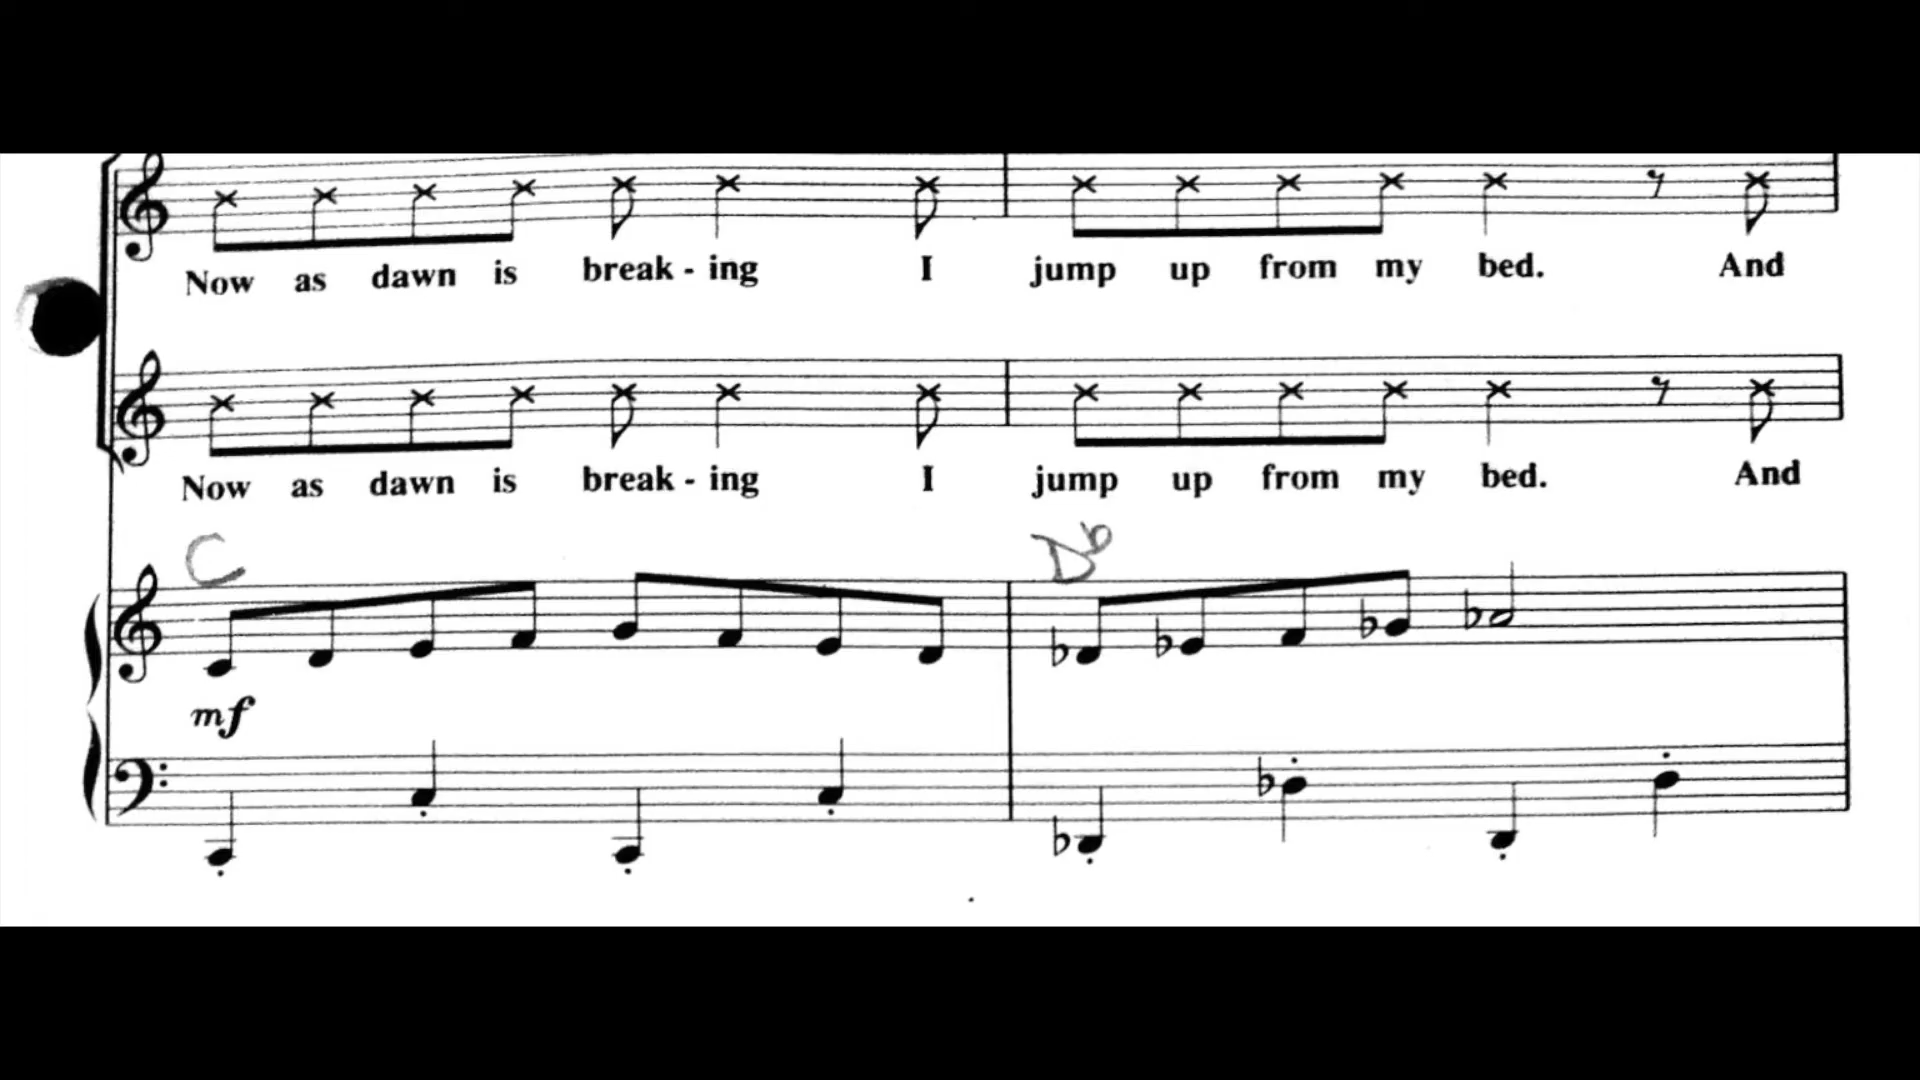 Now as dawn is break - ing I jump up from my bed. And
Now as dawn is break - ing I jump up from my bed. And
C Db
mf